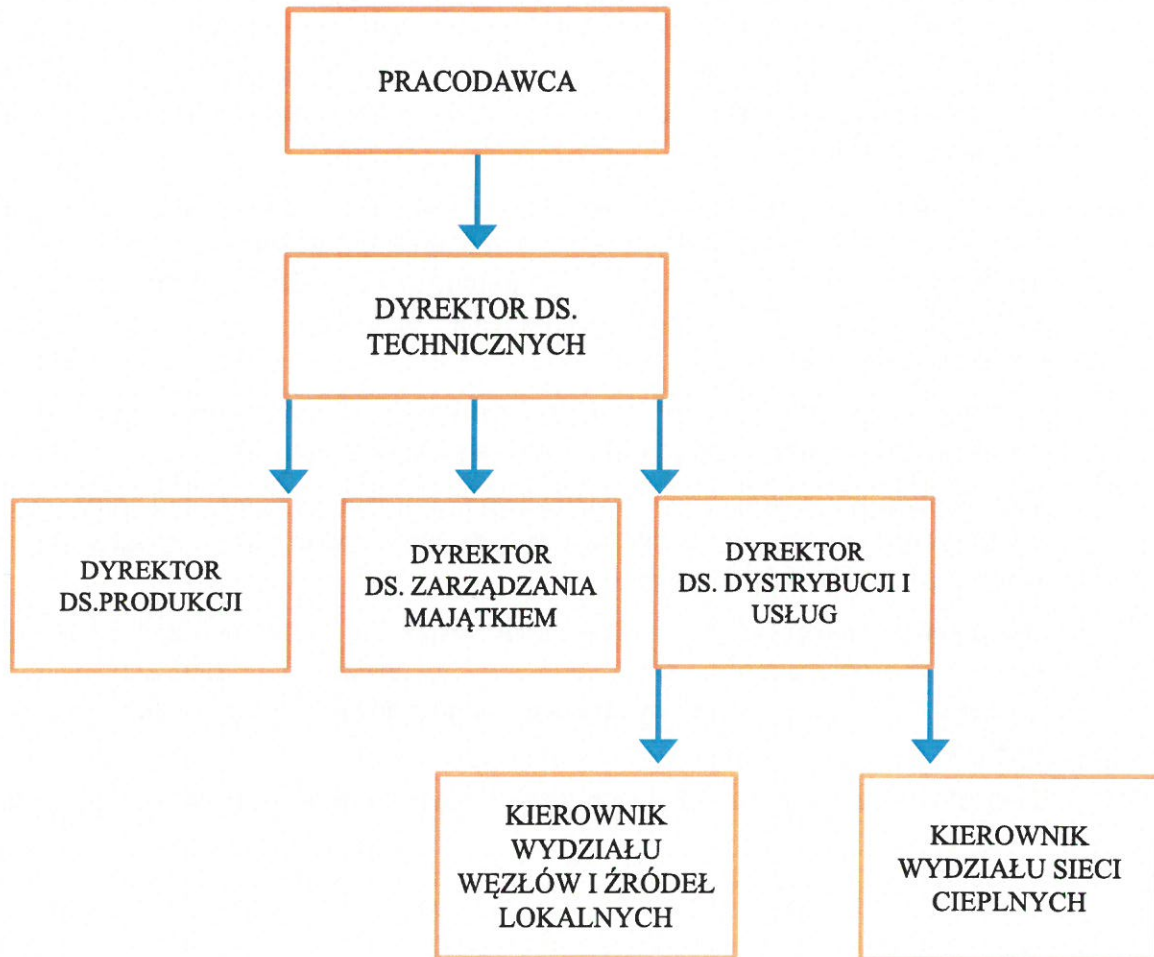 PRACODAWCA
DYREKTOR DS.
TECHNICZNYCH
DYREKTOR
DS.PRODUKCJI
DYREKTOR
DS. ZARZĄDZANIA
MAJĄTKIEM
DYREKTOR
DS. DYSTRYBUCJI I
USŁUG
KIEROWNIK
WYDZIAŁU
WĘZŁÓW I ŹRÓDEŁ
LOKALNYCH
KIEROWNIK
WYDZIAŁU SIECI
CIEPLNYCH